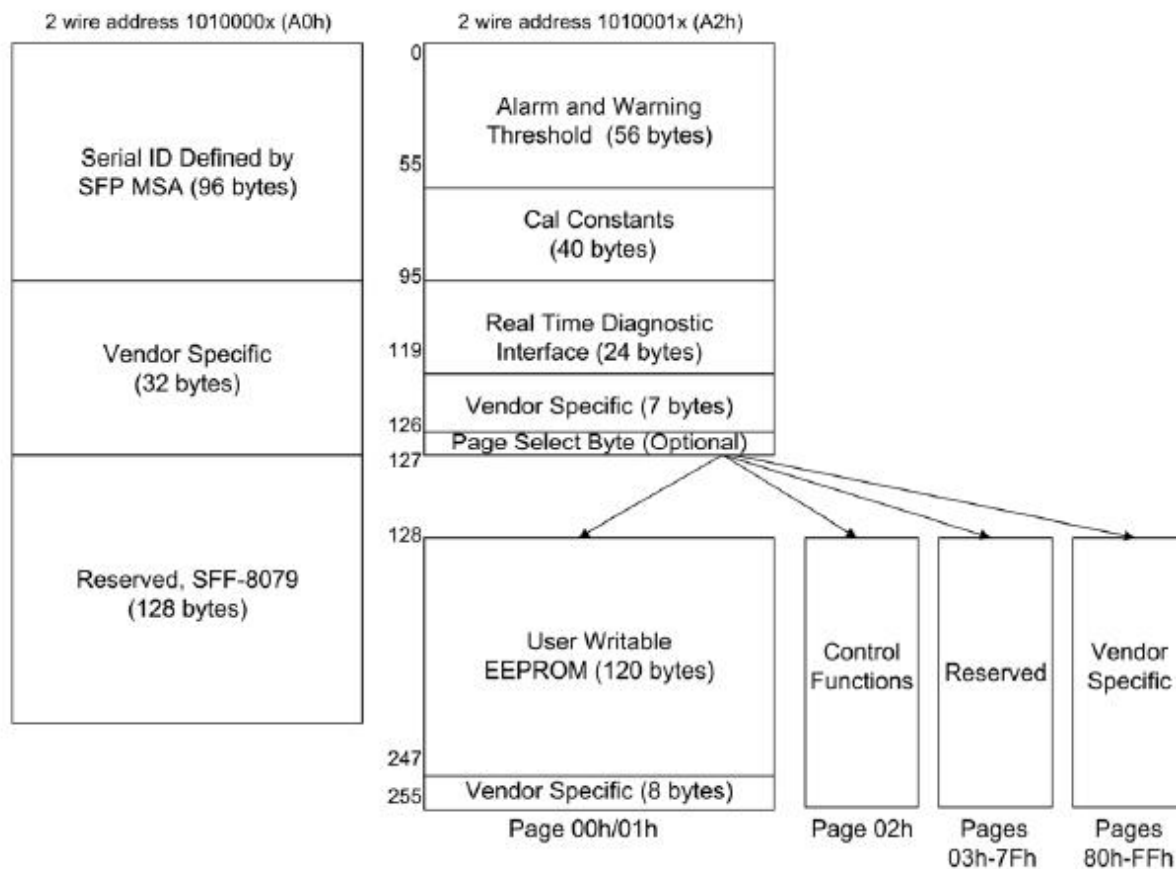 2 wire address 1010000x (A0h)
Serial ID Defined by
SFP MSA (96 bytes)
Vendor Specific
(32 bytes)
Reserved, SFF-8079
(128 bytes)
2 wire address 1010001x (A2h)
0
Alarm and Warning
Threshold (56 bytes)
55
Cal Constants
(40 bytes)
95
Real Time Diagnostic
Interface (24 bytes)
119
Vendor Specific (7 bytes)
126
Page Select Byte (Optional)
127
128
User Writable
EEPROM (120 bytes)
247
Vendor Specific (8 bytes)
255
Page 00h/01h
Control
Functions
Page 02h
Reserved
Pages
03h-7Fh
Vendor
Specific
Pages
80h-FFh